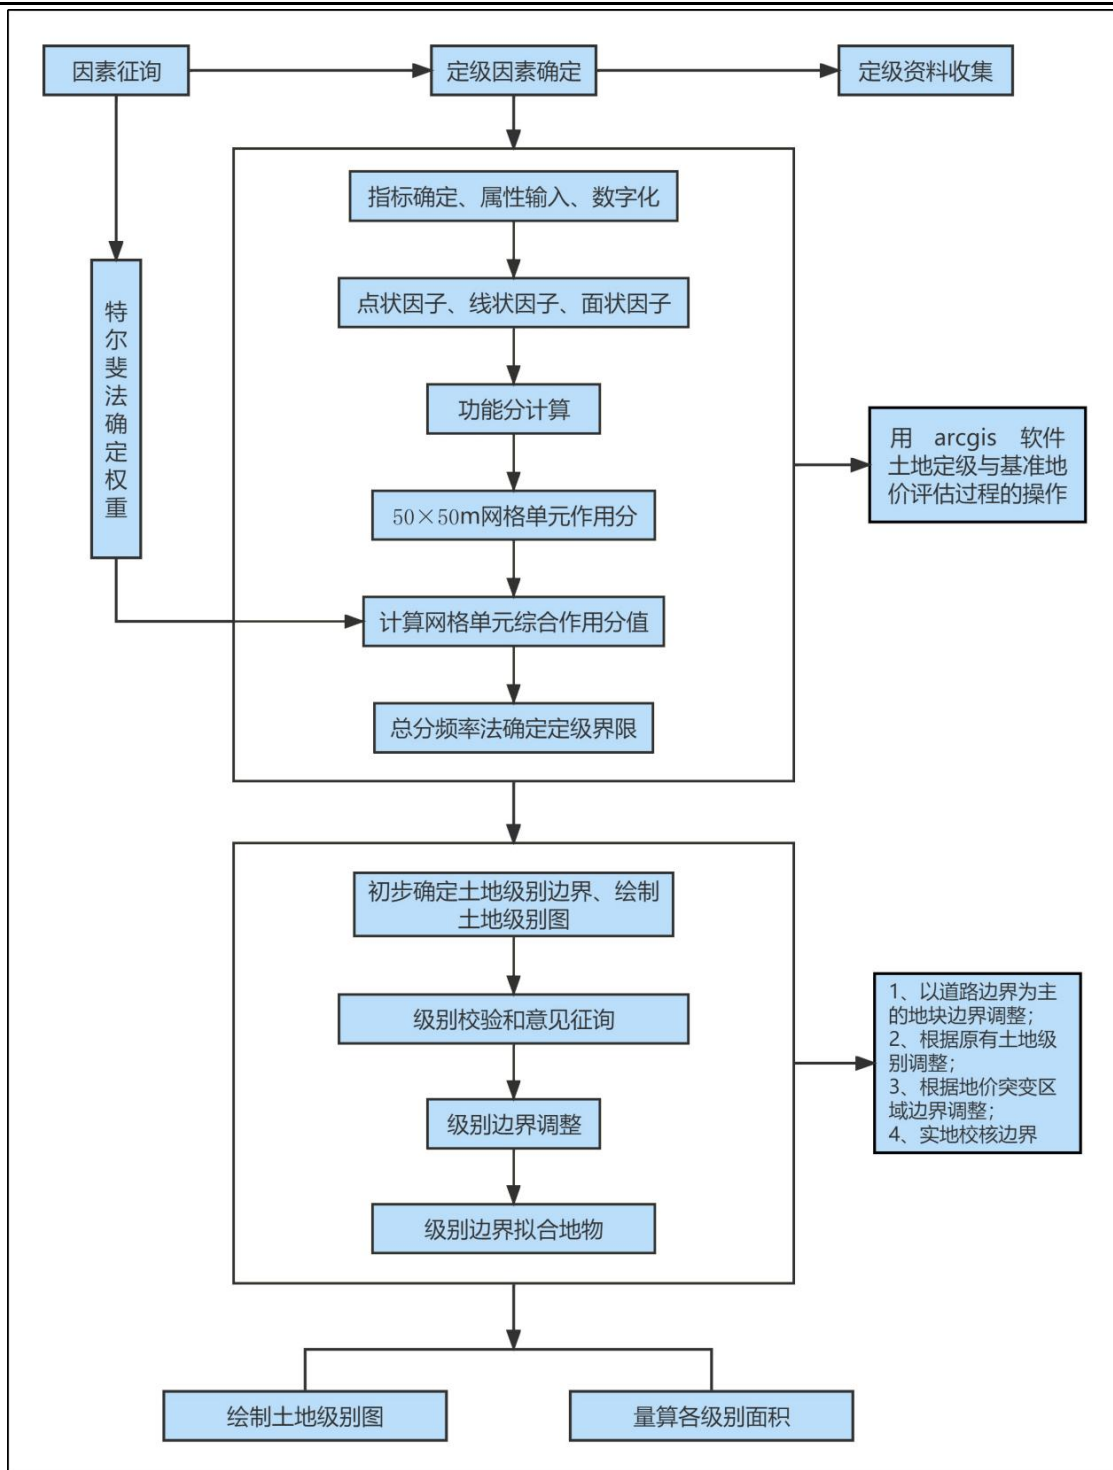 因素征询
定级因素确定
定级资料收集
指标确定、属性输入、数字化
点状因子、线状因子、面状因子
特
尔
斐
法
确
定
权
重
功能分计算
用 arcgis 软件
土地定级与基准地
价评估过程的操作
50×50m网格单元作用分
计算网格单元综合作用分值
总分频率法确定定级界限
初步确定土地级别边界、绘制
土地级别图
级别校验和意见征询
1、以道路边界为主
的地块边界调整；
2、根据原有土地级
别调整；
3、根据地价突变区
域边界调整；
4、实地校核边界
级别边界调整
级别边界拟合地物
绘制土地级别图
量算各级别面积